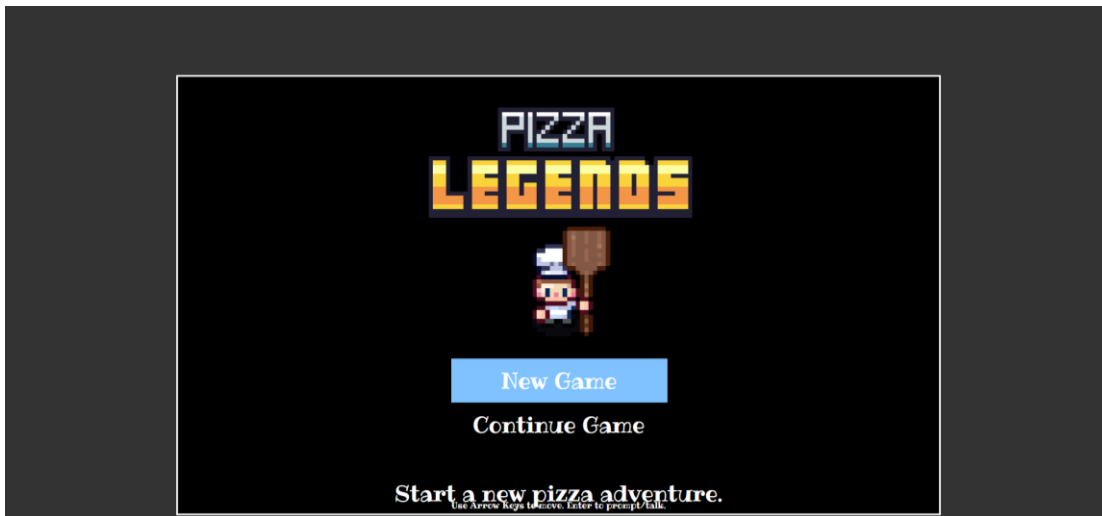 PIZZA
LEGENDS
New Game
Continue Game
Start a new pizza adventure.
Use Arrow Keys to move. Enter to prompt/talk.